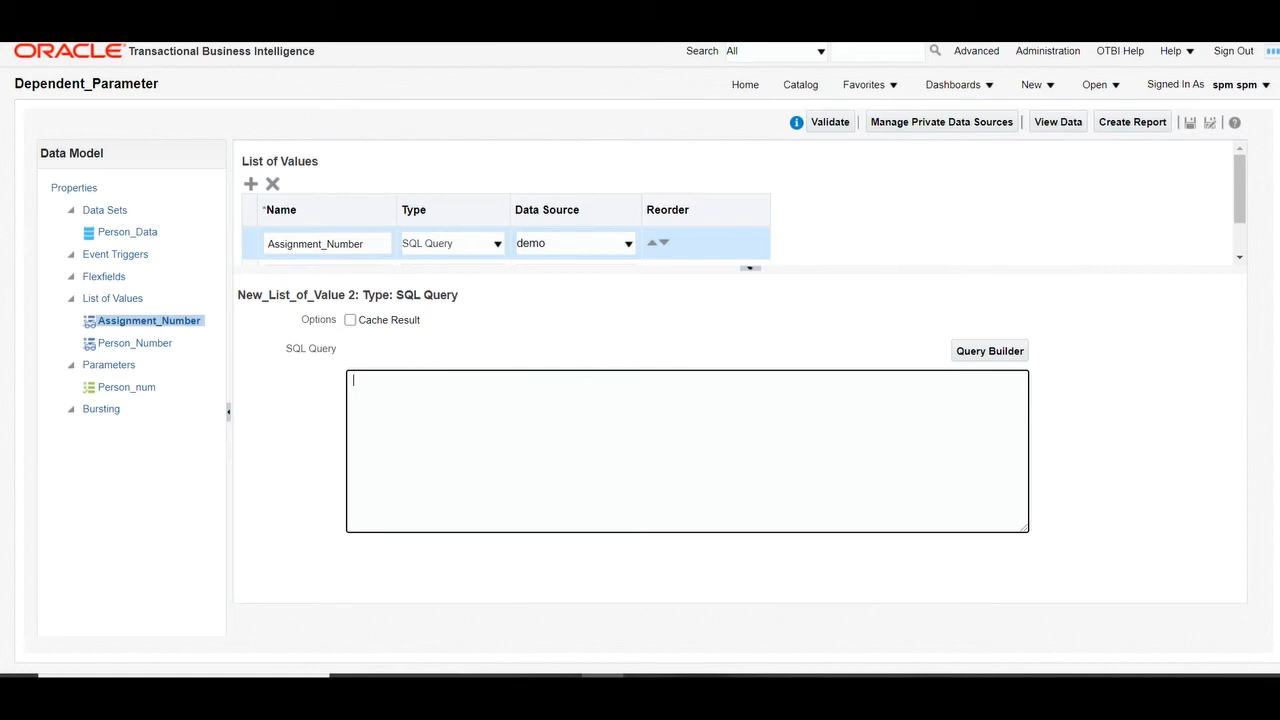 ORACLE Transactional Business Intelligence Search All Advanced Administration OTBI Help Help Sign Out
Dependent_Parameter Home Catalog Favorites Dashboards New Open Signed In As spm spm
Validate Manage Private Data Sources View Data Create Report
Data Model
Properties
Data Sets
Person_Data
Event Triggers
Flexfields
List of Values
Assignment_Number
Person_Number
Parameters
Person_num
Bursting
List of Values
*Name Type Data Source Reorder
Assignment_Number SQL Query demo
New_List_of_Value 2: Type: SQL Query
Options Cache Result
SQL Query Query Builder